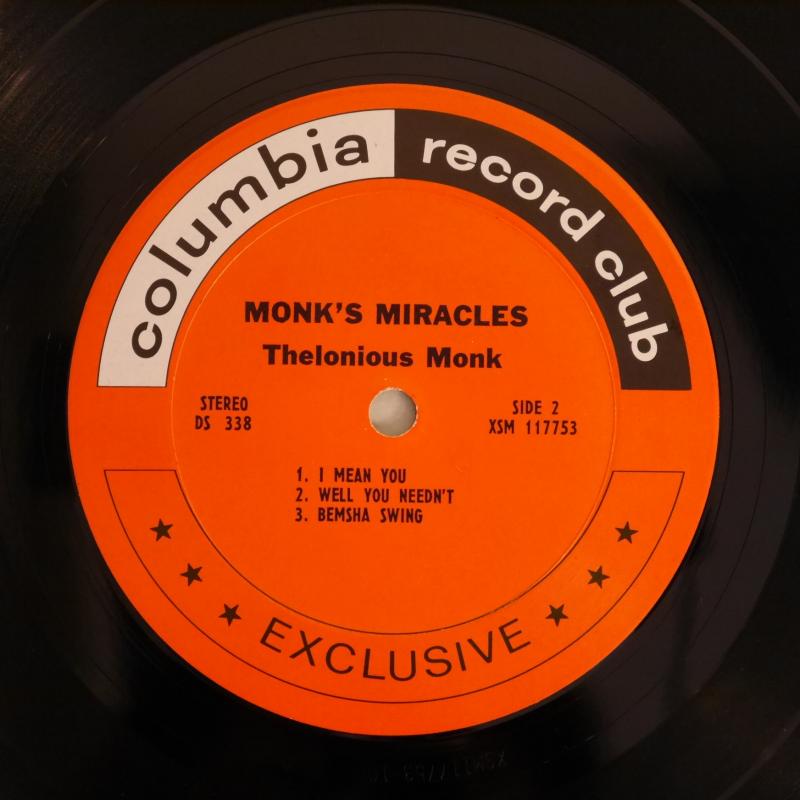 columbia record club
MONK'S MIRACLES
Thelonious Monk
STEREO
DS 338
SIDE 2
XSM 117753
1. I MEAN YOU
2. WELL YOU NEEDN'T
3. BEMSHA SWING
★ ★ ★ EXCLUSIVE ★ ★ ★